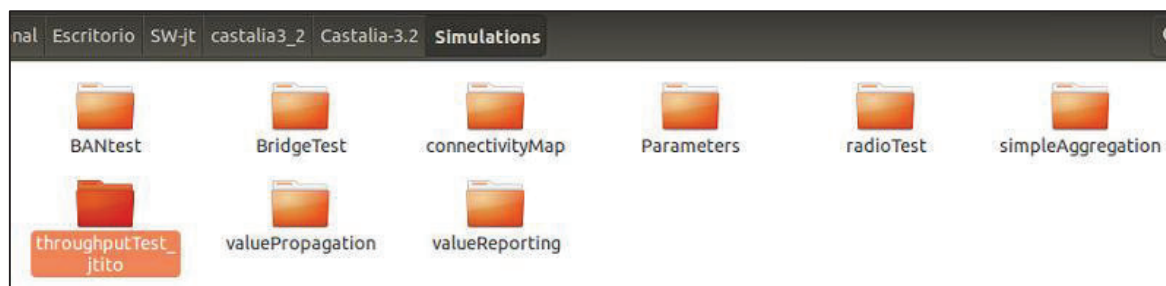 nal Escritorio SW-jt castalia3_2 Castalia-3.2 Simulations
BANtest BridgeTest connectivityMap Parameters radioTest simpleAggregation
throughputTest_
jtito
valuePropagation valueReporting